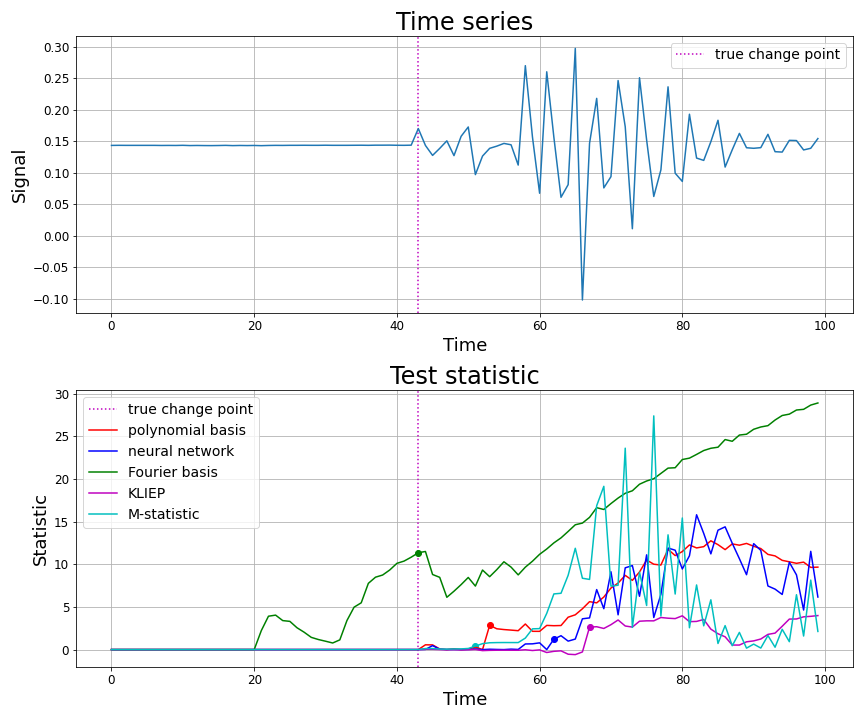 Time series
0.30
0.25
0.20
0.15
0.10
0.05
0.00
−0.05
−0.10
Signal
true change point
0 20 40 60 80 100
Time
Test statistic
30
25
20
15
10
5
0
Statistic
true change point
polynomial basis
neural network
Fourier basis
KLIEP
M-statistic
0 20 40 60 80 100
Time